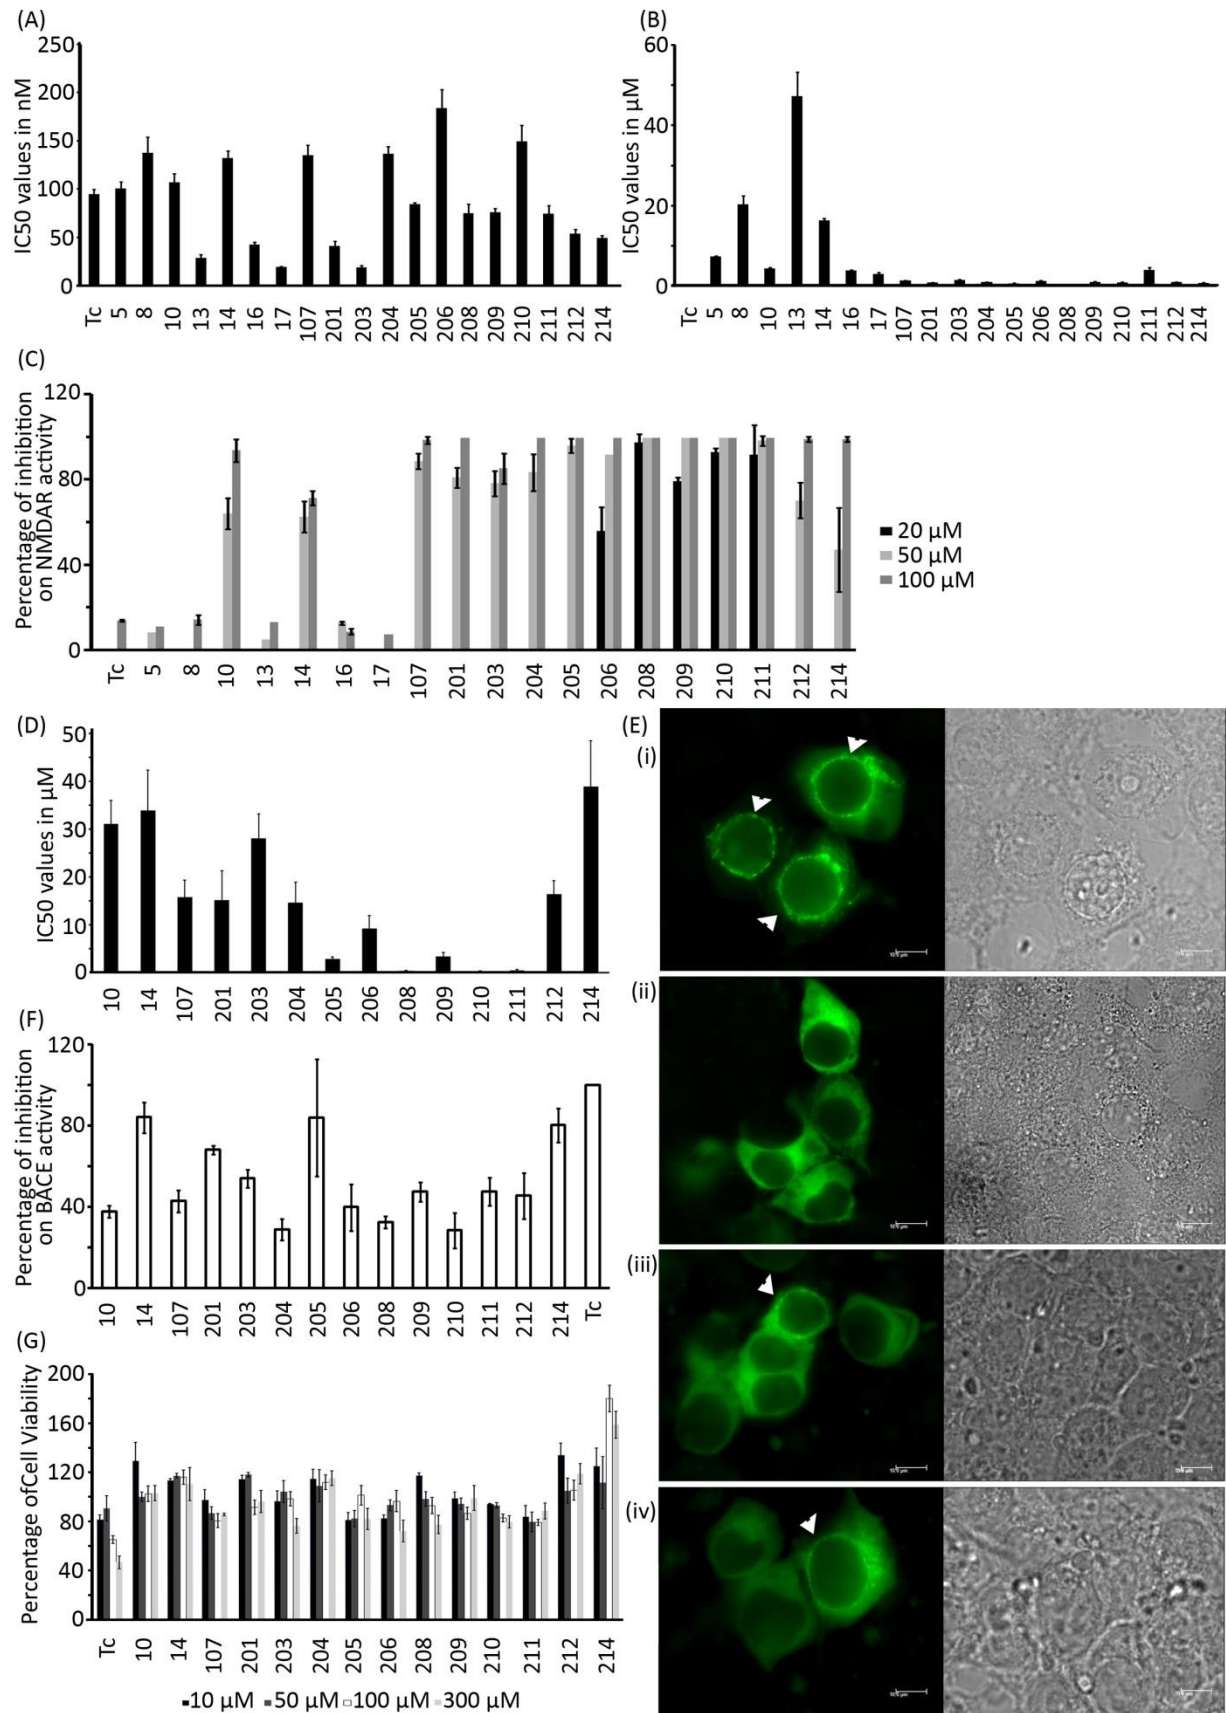 (A)
IC50 values in nM
250
200
150
100
50
0
Tc 5 8 10 13 14 16 17 107 201 203 204 205 206 208 209 210 211 212 214
(B)
IC50 values in µM
60
40
20
0
Tc 5 8 10 13 14 16 17 107 201 203 204 205 206 208 209 210 211 212 214
(C)
Percentage of inhibition
on NMDAR activity
120
80
40
0
Tc 5 8 10 13 14 16 17 107 201 203 204 205 206 208 209 210 211 212 214
20 µM
50 µM
100 µM
(D)
IC50 values in µM
50
40
30
20
10
0
10 14 107 201 203 204 205 206 208 209 210 211 212 214
(E)
(i)
(ii)
(iii)
(iv)
(F)
Percentage of inhibition
on BACE activity
120
80
40
0
10 14 107 201 203 204 205 206 208 209 210 211 212 214 Tc
(G)
Percentage ofCell Viability
200
160
120
80
40
0
Tc 10 14 107 201 203 204 205 206 208 209 210 211 212 214
10 µM 50 µM 100 µM 300 µM